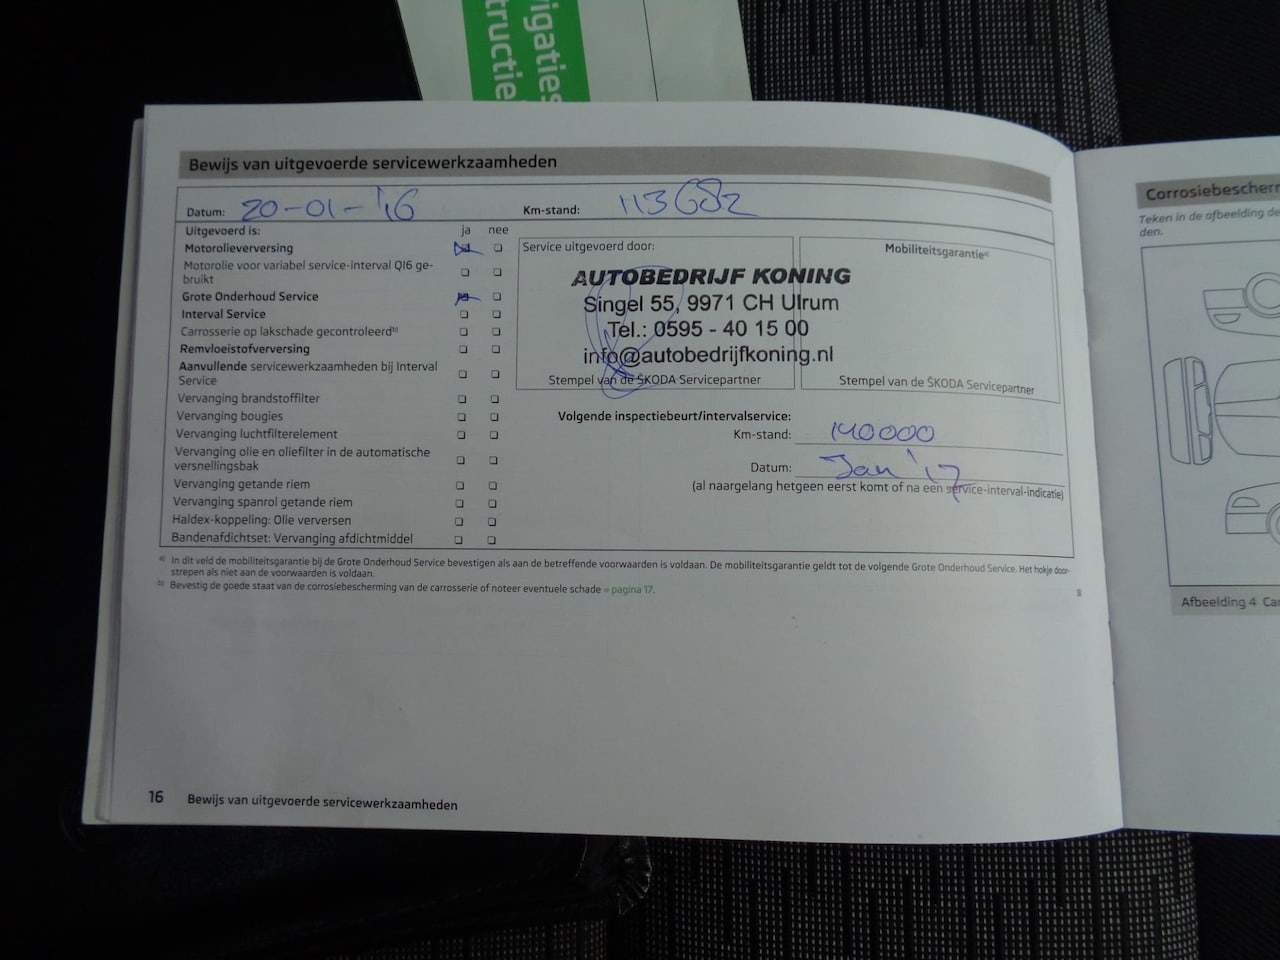 vigaties
tructie
Bewijs van uitgevoerde servicewerkzaamheden
Datum: 20-01-'16 Km-stand: 113682
Uitgevoerd is: ja nee
Motorolieverversing
Motorolie voor variabel service-interval QI6 ge-
bruikt
Grote Onderhoud Service
Interval Service
Carrosserie op lakschade gecontroleerd b)
Remvloeistofverversing
Aanvullende servicewerkzaamheden bij Interval
Service
Vervanging brandstoffilter
Vervanging bougies
Vervanging luchtfilterelement
Vervanging olie en oliefilter in de automatische
versnellingsbak
Vervanging getande riem
Vervanging spanrol getande riem
Haldex-koppeling: Olie verversen
Bandenafdichtset: Vervanging afdichtmiddel
Service uitgevoerd door:
AUTOBEDRIJF KONING
Singel 55, 9971 CH Ulrum
Tel.: 0595 - 40 15 00
info@autobedrijfkoning.nl
Stempel van de ŠKODA Servicepartner
Mobiliteitsgarantie a)
Stempel van de ŠKODA Servicepartner
Volgende inspectiebeurt/intervalservice:
Km-stand: 140000
Datum: Jan '17
(al naargelang hetgeen eerst komt of na een service-interval-indicatie)
a) In dit veld de mobiliteitsgarantie bij de Grote Onderhoud Service bevestigen als aan de betreffende voorwaarden is voldaan. De mobiliteitsgarantie geldt tot de volgende Grote Onderhoud Service. Het hokje door-
strepen als niet aan de voorwaarden is voldaan.
b) Bevestig de goede staat van de corrosiebescherming van de carrosserie of noteer eventuele schade » pagina 17.
16 Bewijs van uitgevoerde servicewerkzaamheden
Corrosiebescherm
Teken in de afbeelding de
den.
Afbeelding 4 Ca